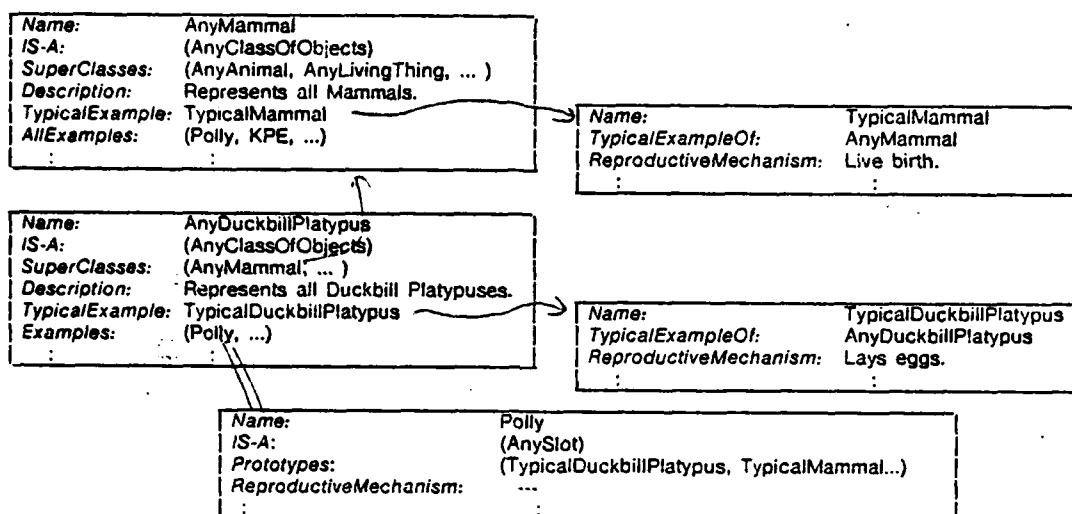 Name: AnyMammal
IS-A: (AnyClassOfObjects)
SuperClasses: (AnyAnimal, AnyLivingThing, ... )
Description: Represents all Mammals.
TypicalExample: TypicalMammal
AllExamples: (Polly, KPE, ...)
: :
Name: TypicalMammal
TypicalExampleOf: AnyMammal
ReproductiveMechanism: Live birth.
: :
Name: AnyDuckbillPlatypus
IS-A: (AnyClassOfObjects)
SuperClasses: (AnyMammal, ... )
Description: Represents all Duckbill Platypuses.
TypicalExample: TypicalDuckbillPlatypus
Examples: (Polly, ...)
: :
Name: TypicalDuckbillPlatypus
TypicalExampleOf: AnyDuckbillPlatypus
ReproductiveMechanism: Lays eggs.
: :
Name: Polly
IS-A: (AnySlot)
Prototypes: (TypicalDuckbillPlatypus, TypicalMammal...)
ReproductiveMechanism: ---
: :